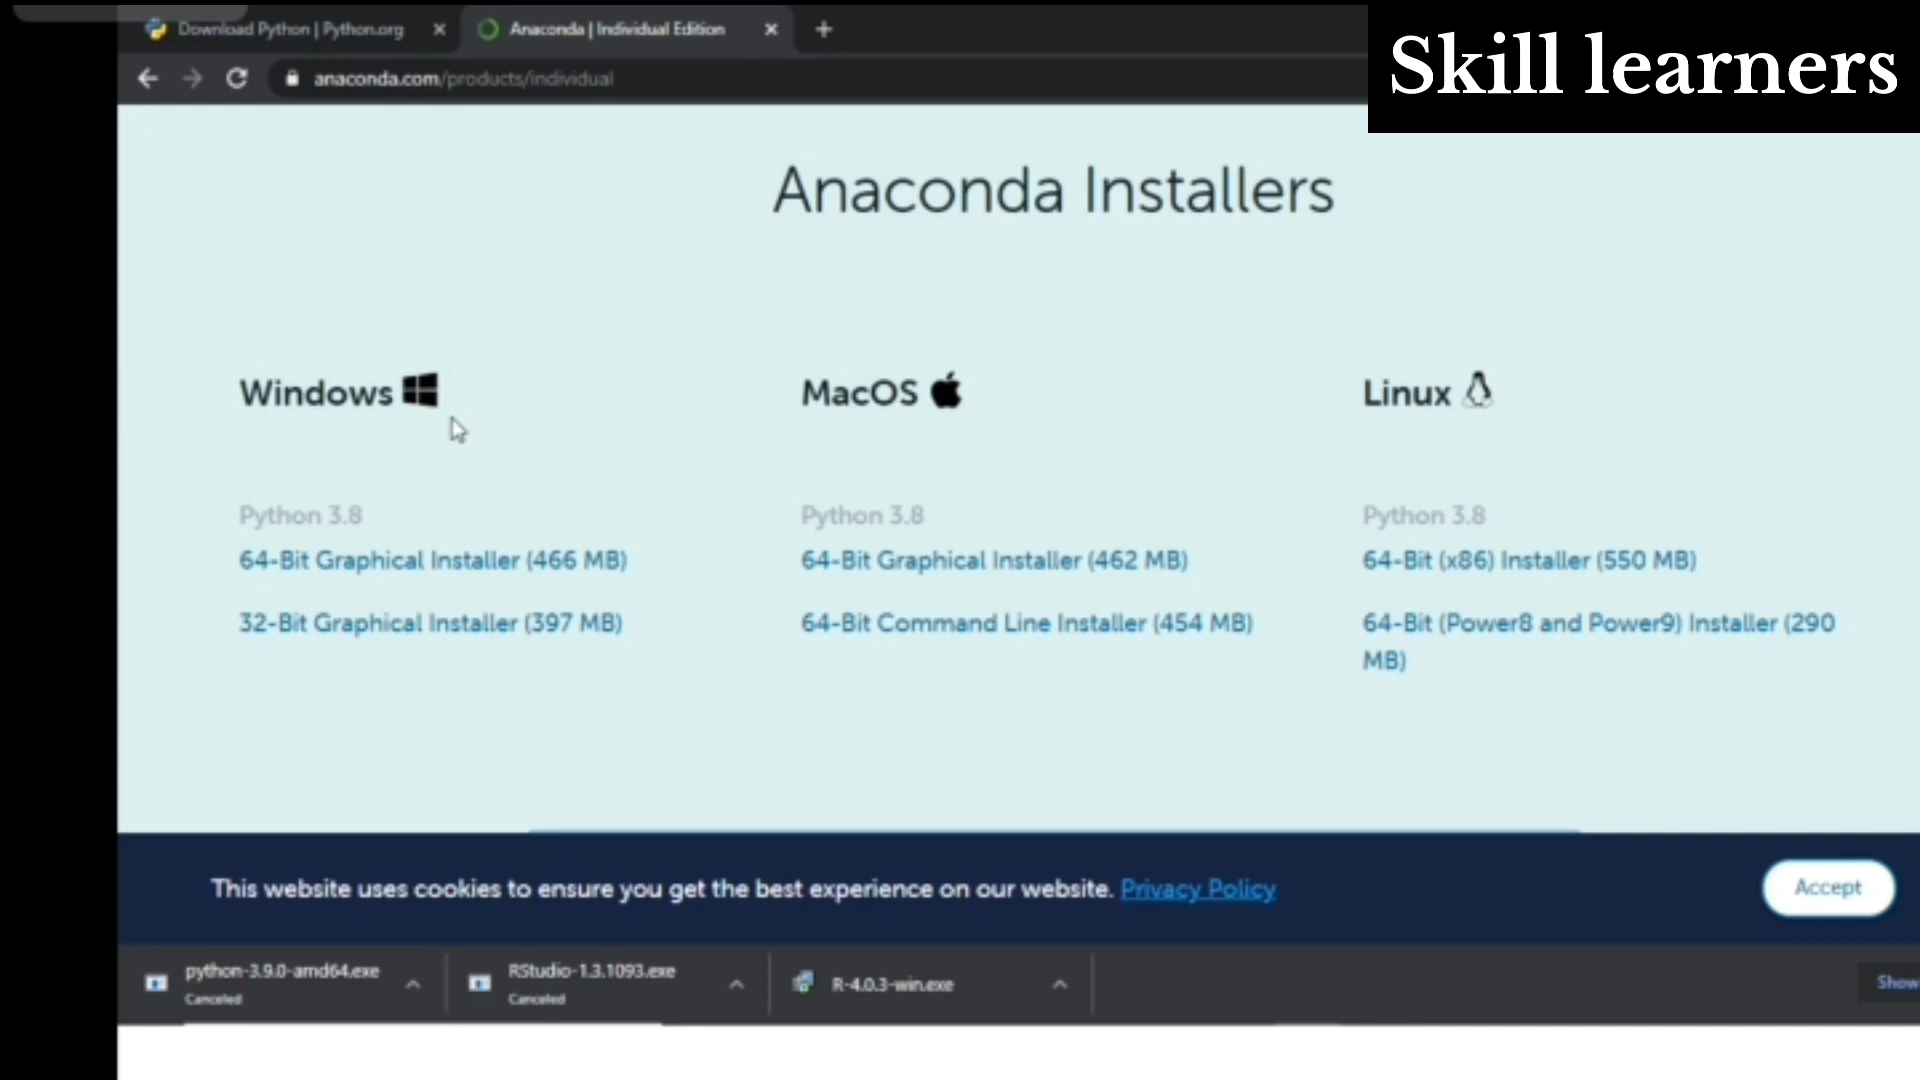 Download Python | Python.org
Anaconda | Individual Edition
Skill learners
anaconda.com/products/individual
Anaconda Installers
Windows
MacOS
Linux
Python 3.8
Python 3.8
Python 3.8
64-Bit Graphical Installer (466 MB)
64-Bit Graphical Installer (462 MB)
64-Bit (x86) Installer (550 MB)
32-Bit Graphical Installer (397 MB)
64-Bit Command Line Installer (454 MB)
64-Bit (Power8 and Power9) Installer (290
MB)
This website uses cookies to ensure you get the best experience on our website. Privacy Policy
Accept
python-3.9.0-amd64.exe
Canceled
RStudio-1.3.1093.exe
Canceled
R-4.0.3-win.exe
Show